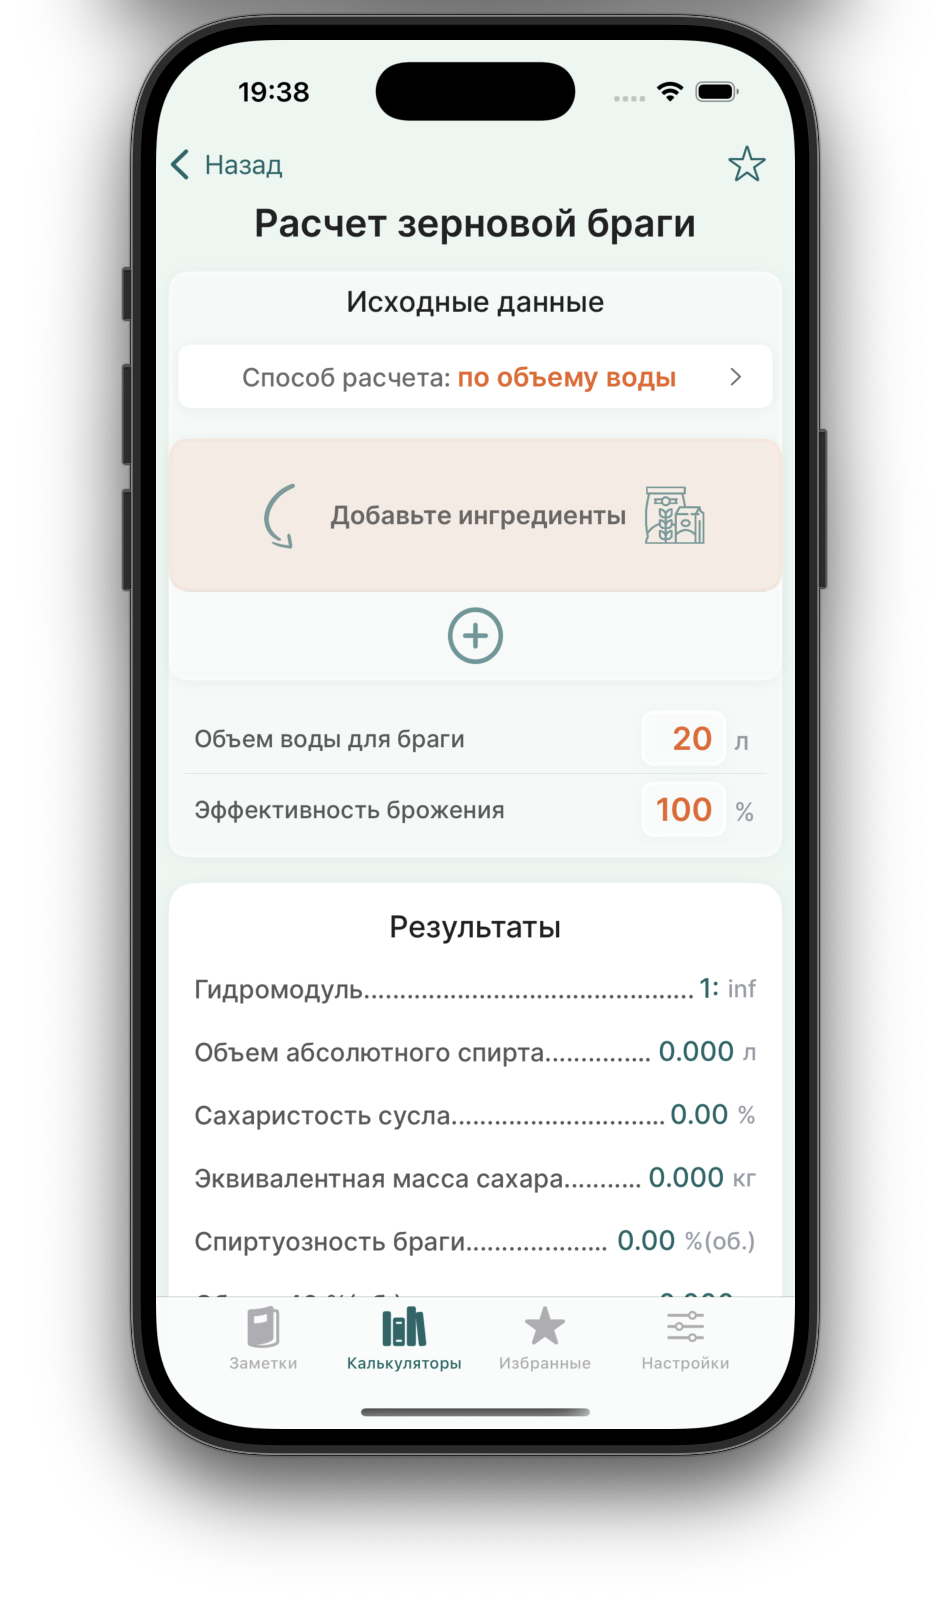 19:38
Назад
Расчет зерновой браги
Исходные данные
Способ расчета: по объему воды
Добавьте ингредиенты
Объем воды для браги 20 л
Эффективность брожения 100 %
Результаты
Гидромодуль.............................................. 1: inf
Объем абсолютного спирта............... 0.000 л
Сахаристость сусла.............................. 0.00 %
Эквивалентная масса сахара........... 0.000 кг
Спиртуозность браги.................... 0.00 %(об.)
Заметки
Калькуляторы
Избранные
Настройки